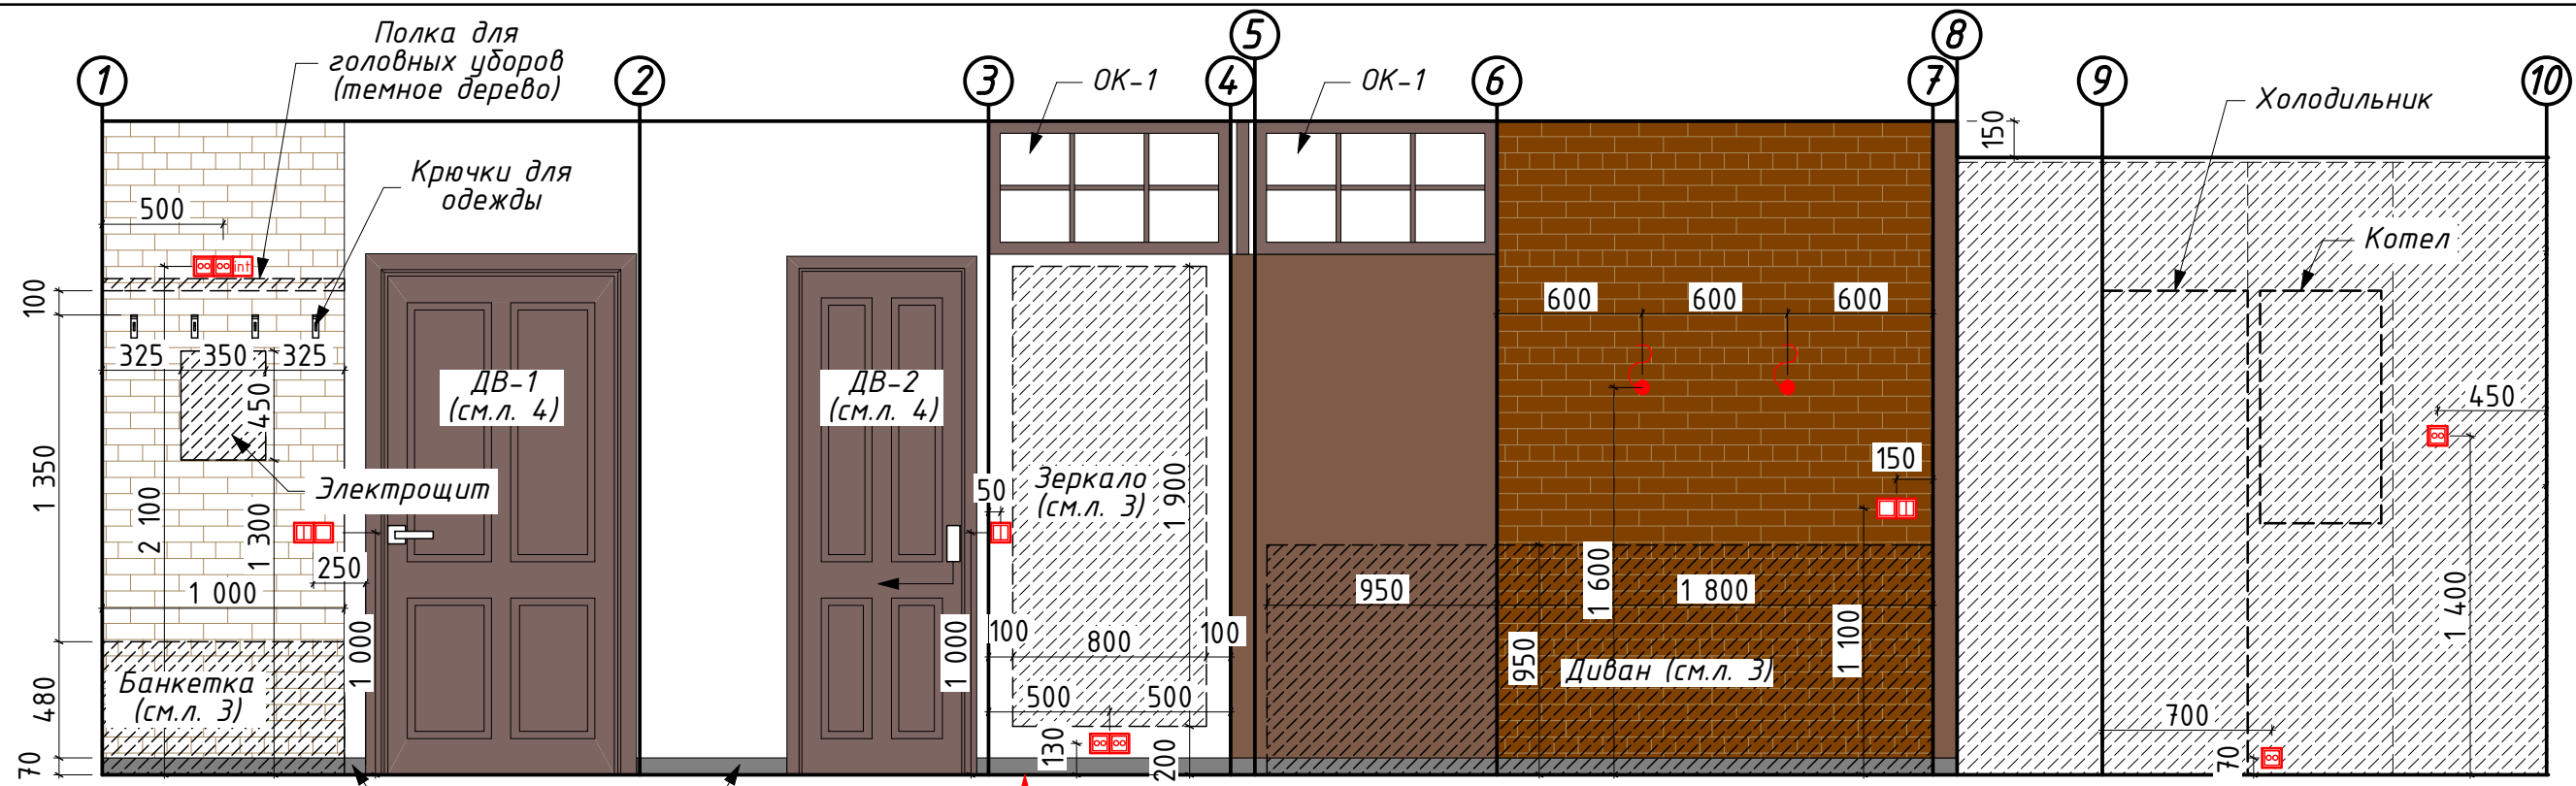 1
2
3
4
5
6
7
8
9
10
Полка для
головных уборов
(темное дерево)
ОК-1
ОК-1
Холодильник
150
Крючки для
одежды
500
Котел
int
100
600
600
600
325
350
325
ДВ-1
(см.л. 4)
ДВ-2
(см.л. 4)
450
450
150
1 350
Электрощит
50
Зеркало
(см.л. 3)
1 900
2 100
1 300
250
1 000
1 600
950
1 800
1 400
1 100
100
800
100
1 000
1 000
950
Диван (см.л. 3)
Банкетка
(см.л. 3)
480
500
500
700
130
200
70
70